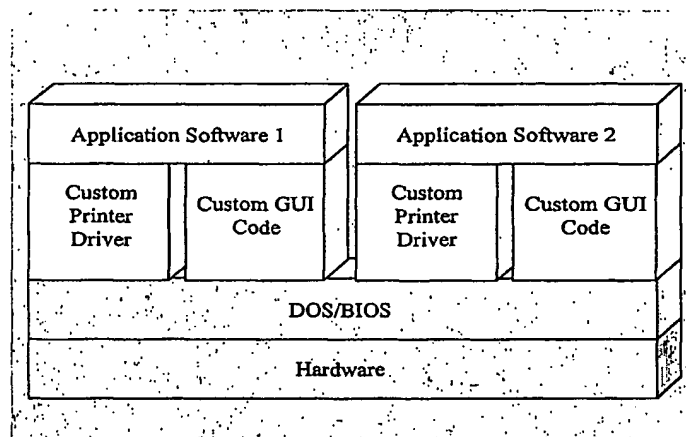 Application Software 1
Application Software 2
Custom
Printer
Driver
Custom GUI
Code
Custom
Printer
Driver
Custom GUI
Code
DOS/BIOS
Hardware